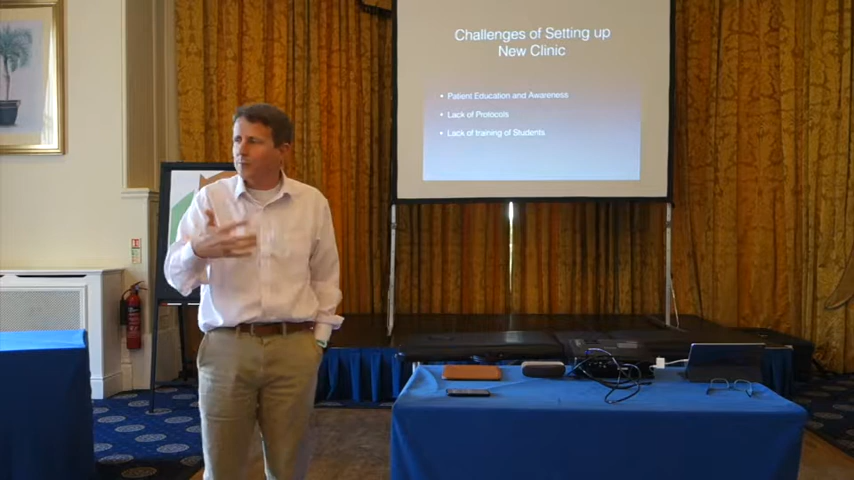 Challenges of Setting up
New Clinic
• Patient Education and Awareness
• Lack of Protocols
• Lack of training of Students